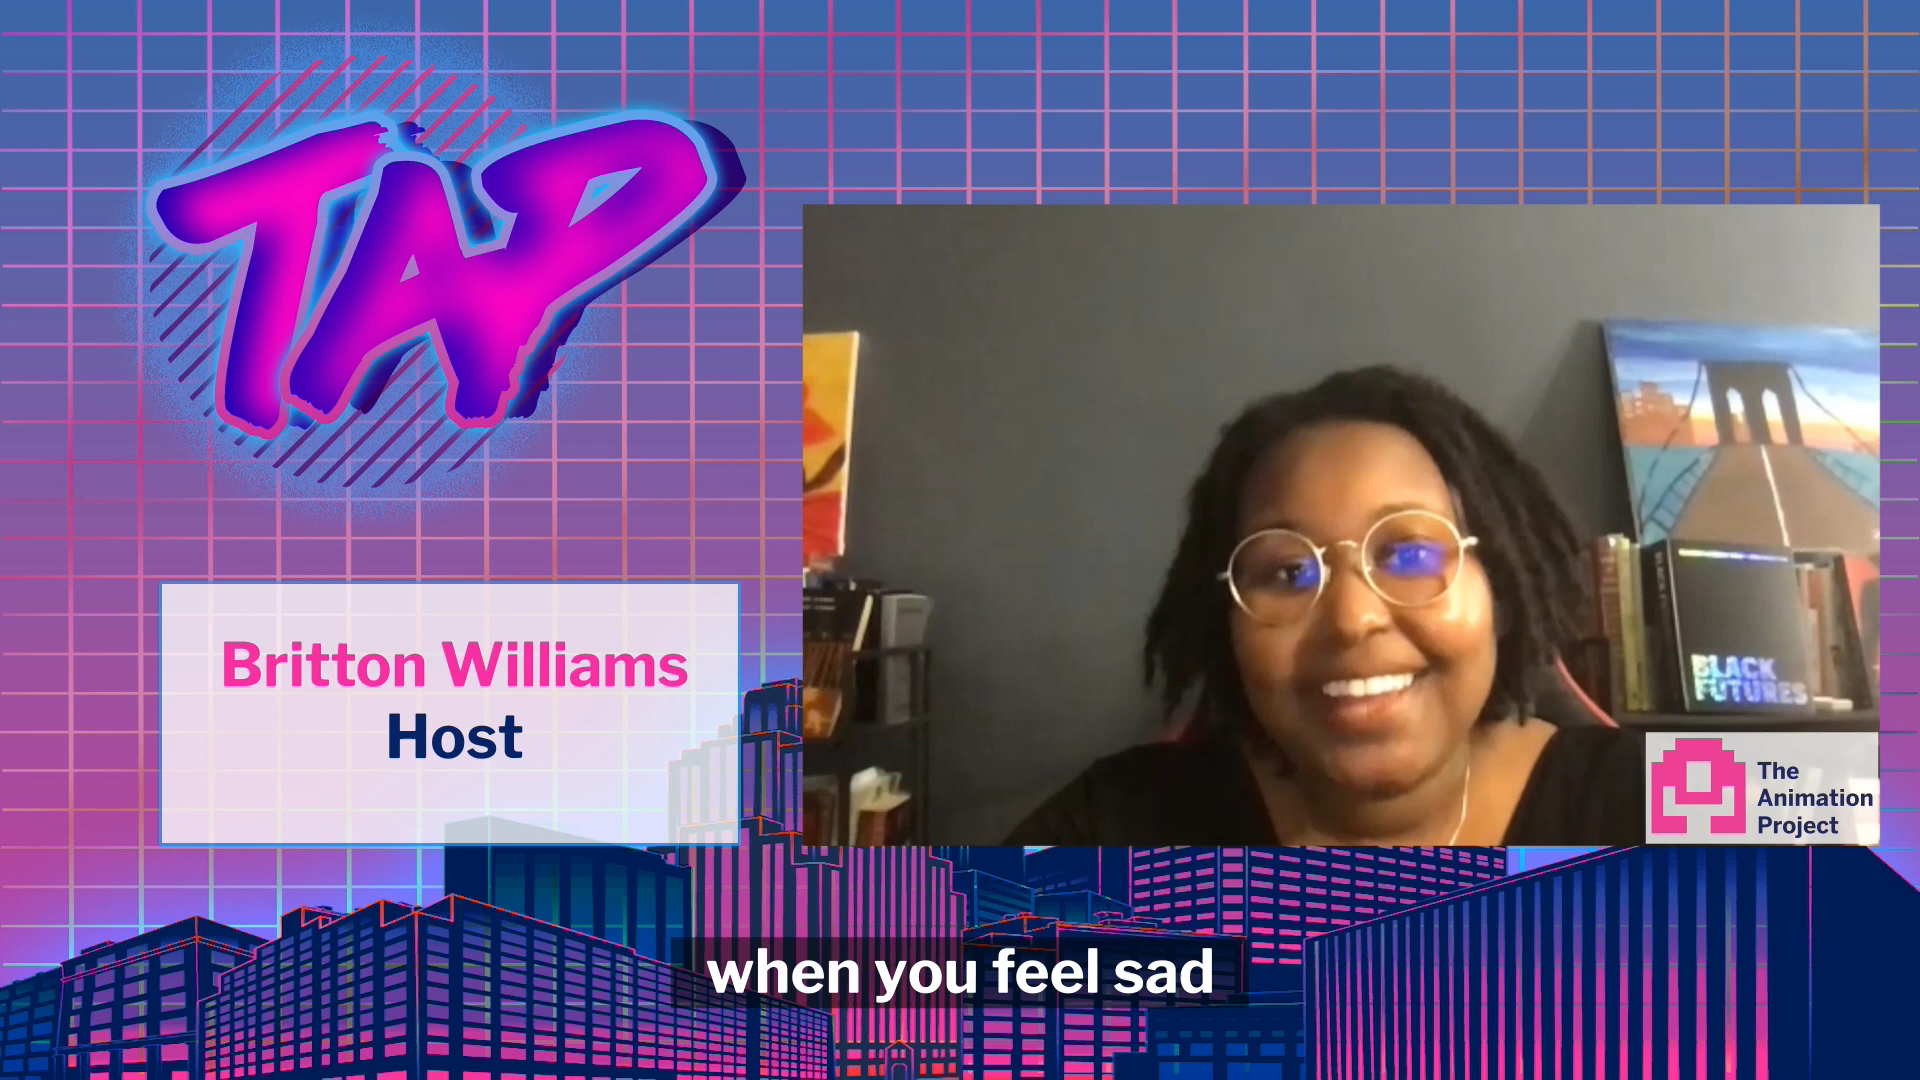 TAP
Britton Williams
Host
BLACK
FUTURES
The
Animation
Project
when you feel sad